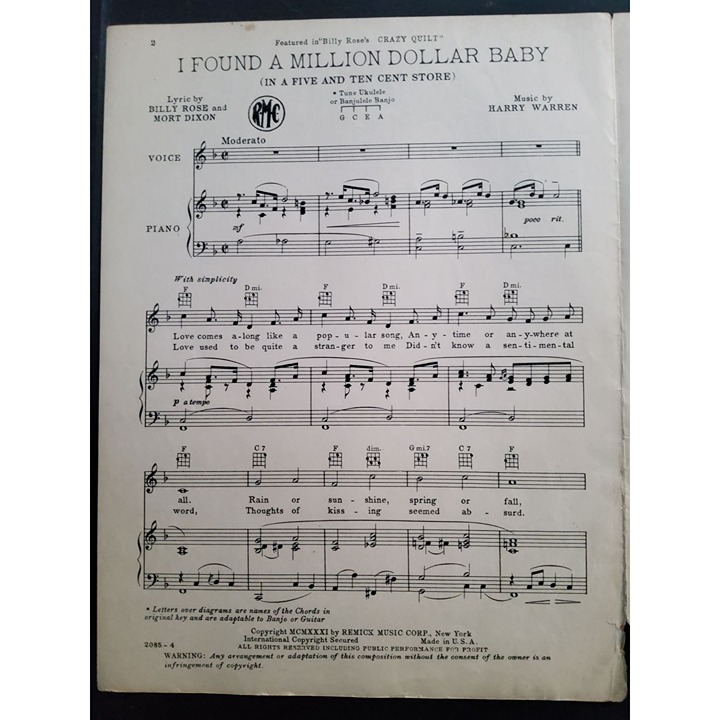 2
Featured in "Billy Rose's CRAZY QUILT"
I FOUND A MILLION DOLLAR BABY
(IN A FIVE AND TEN CENT STORE)
Lyric by
BILLY ROSE and
MORT DIXON
RMC
* Tune Ukulele
or Banjulele Banjo
G C E A
Music by
HARRY WARREN
Moderato
VOICE
PIANO
mf
poco rit.
With simplicity
F D mi. F D mi. F D mi.
Love comes a-long like a pop-u-lar song, An-y-time or an-y-where at
Love used to be quite a stran-ger to me Did-n't know a sen-ti-men-tal
p a tempo
F C7 F dim. G mi.7 C7 F
all. Rain or sun-shine, spring or fall,
word, Thoughts of kiss-ing seemed ab-surd.
* Letters over diagrams are names of the Chords in
original key and are adaptable to Banjo or Guitar
Copyright MCMXXXI by REMICK MUSIC CORP., New York
International Copyright Secured Made in U.S.A.
2085-4 ALL RIGHTS RESERVED INCLUDING PUBLIC PERFORMANCE FOR PROFIT
WARNING: Any arrangement or adaptation of this composition without the consent of the owner is an
infringement of copyright.